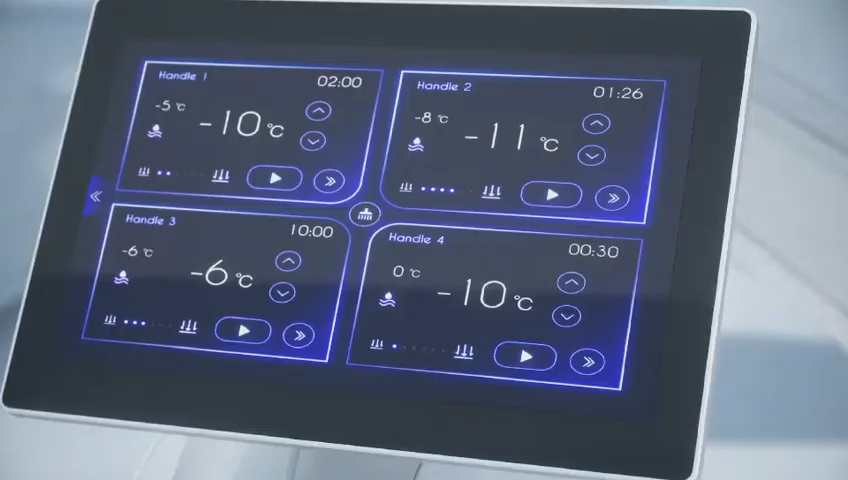 Handle 1 02:00
-5 °C
-10 °C
Handle 2 01:26
-8 °C
-11 °C
Handle 3 10:00
-6 °C
-6 °C
Handle 4 00:30
0 °C
-10 °C